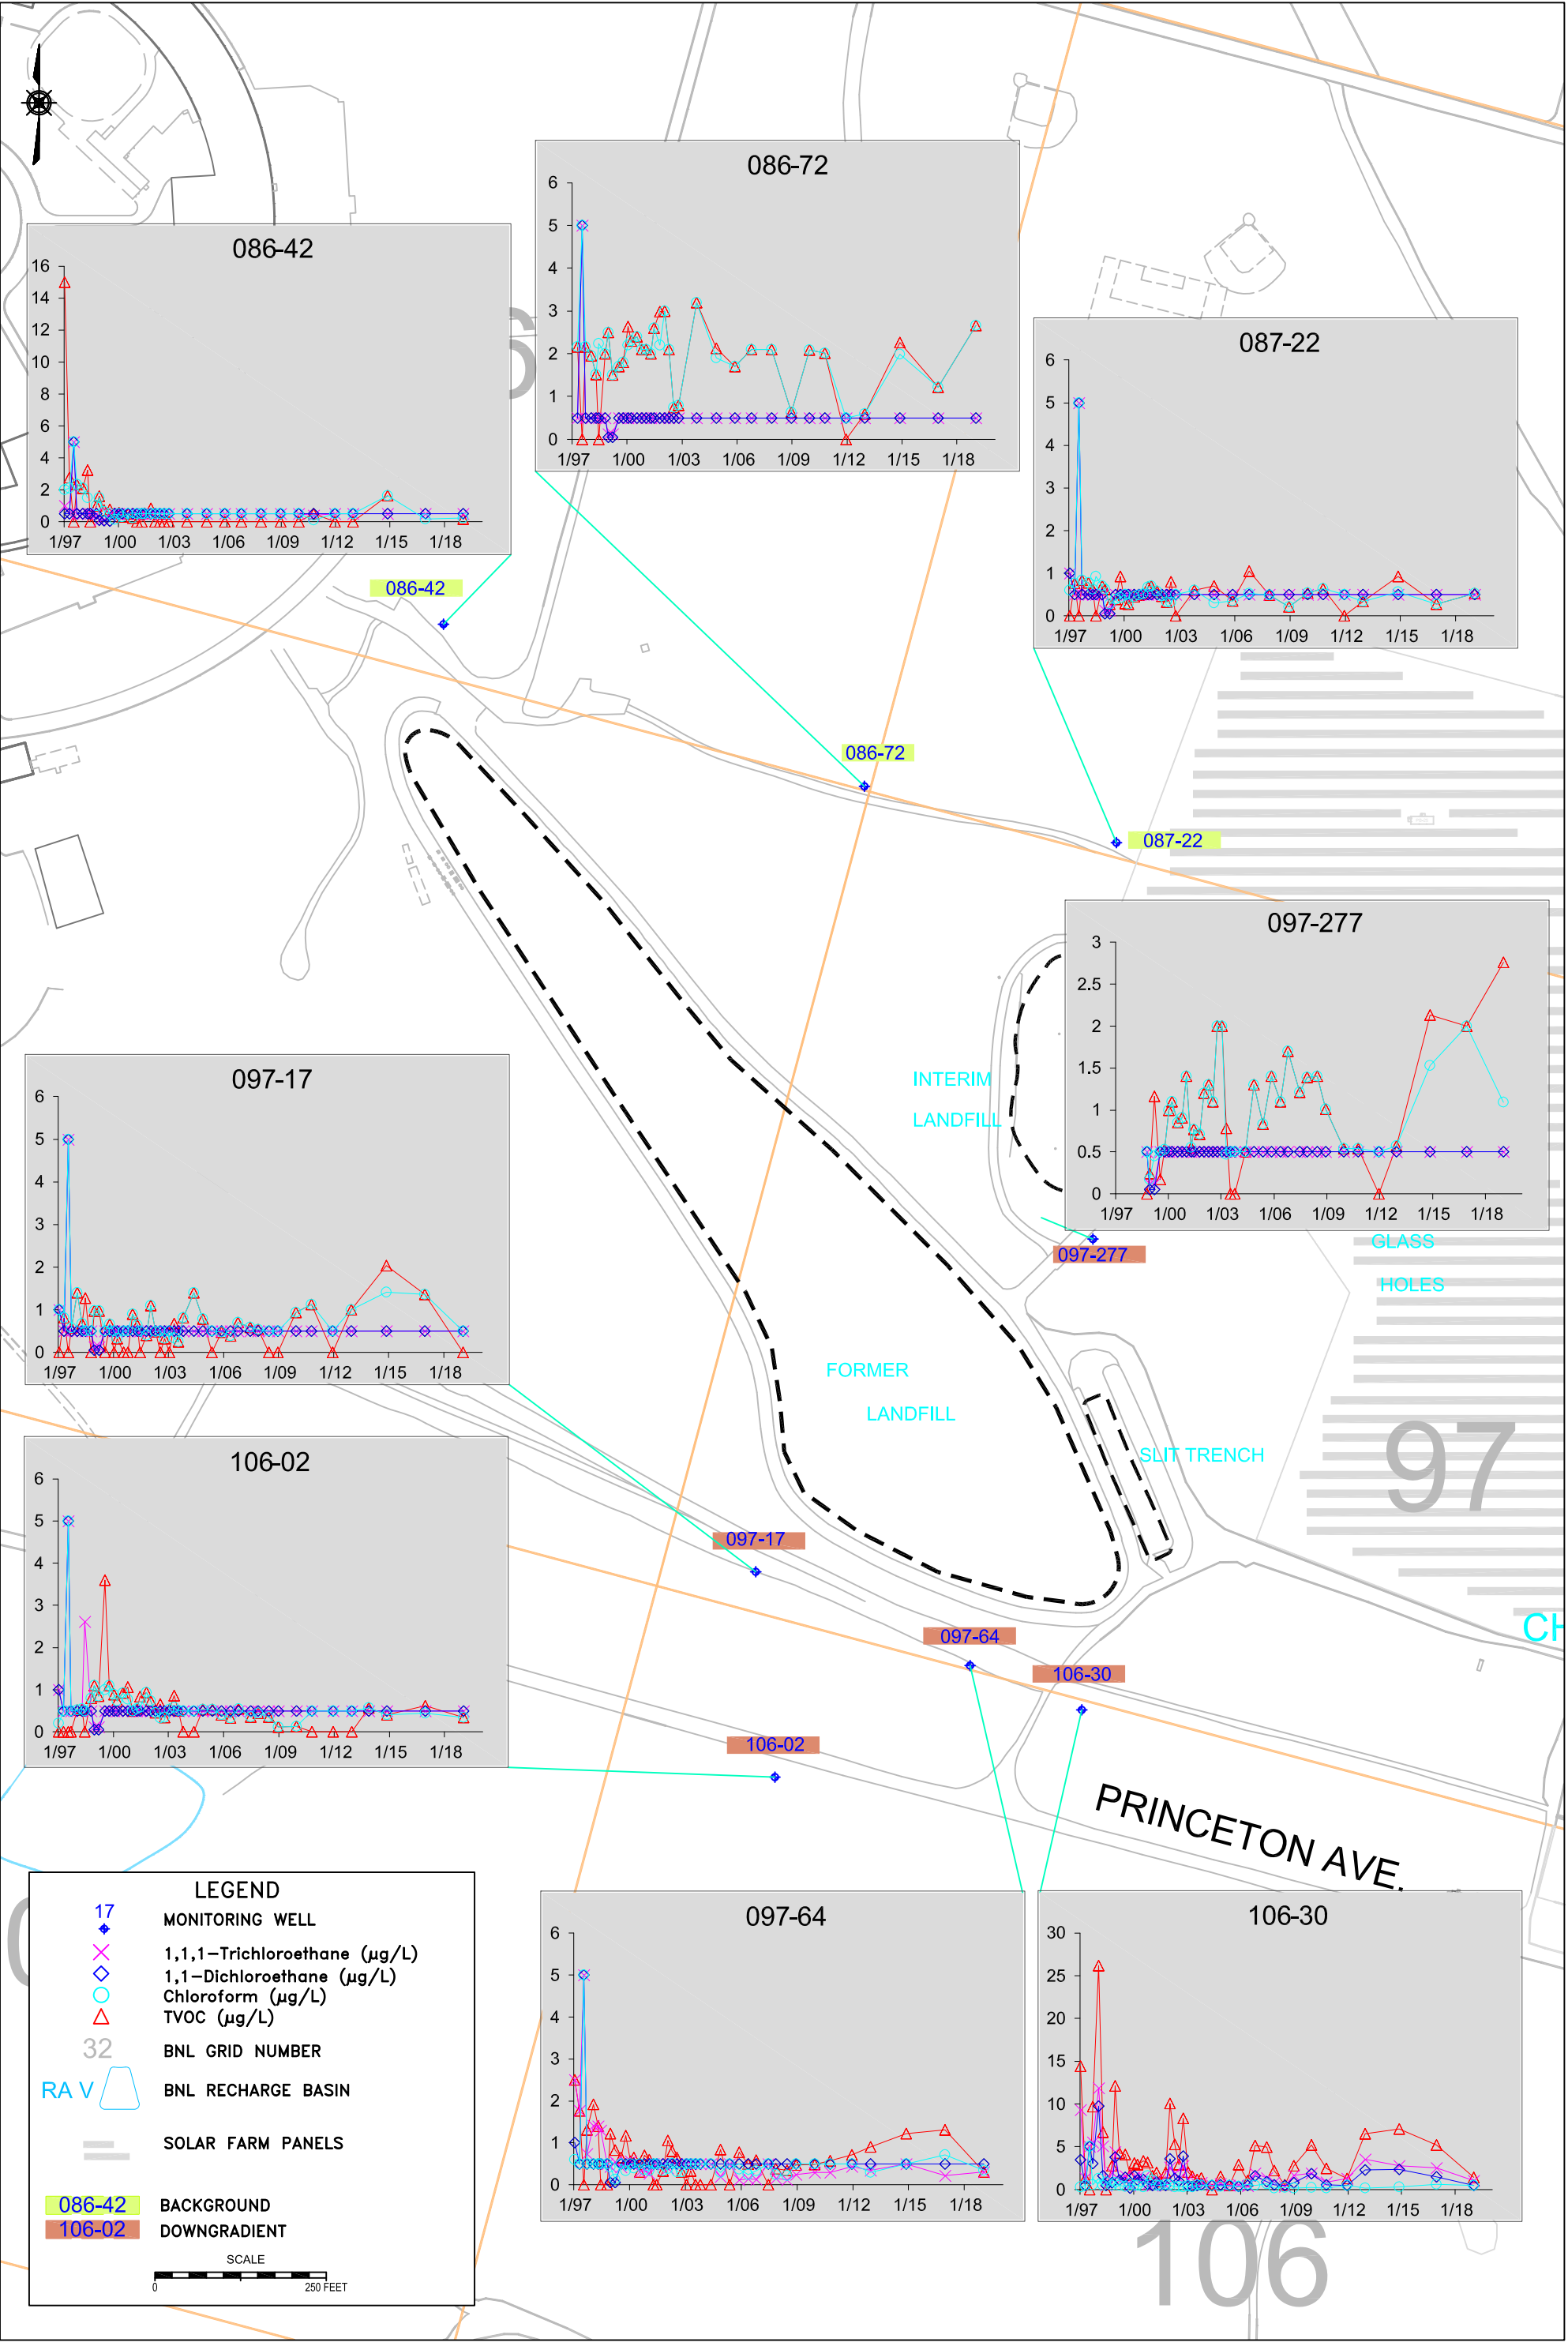 086-72
6
5
4
3
2
1
0
1/97 1/00 1/03 1/06 1/09 1/12 1/15 1/18
086-42
16
14
12
10
8
6
4
2
0
1/97 1/00 1/03 1/06 1/09 1/12 1/15 1/18
087-22
6
5
4
3
2
1
0
1/97 1/00 1/03 1/06 1/09 1/12 1/15 1/18
086-42
086-72
087-22
097-277
3
2.5
2
1.5
1
0.5
0
1/97 1/00 1/03 1/06 1/09 1/12 1/15 1/18
INTERIM
LANDFILL
097-17
6
5
4
3
2
1
0
1/97 1/00 1/03 1/06 1/09 1/12 1/15 1/18
097-277
GLASS
HOLES
FORMER
LANDFILL
SLIT TRENCH
97
106-02
6
5
4
3
2
1
0
1/97 1/00 1/03 1/06 1/09 1/12 1/15 1/18
097-17
097-64
106-30
CH
106-02
PRINCETON AVE.
LEGEND
17
MONITORING WELL
1,1,1-Trichloroethane (µg/L)
1,1-Dichloroethane (µg/L)
Chloroform (µg/L)
TVOC (µg/L)
32 BNL GRID NUMBER
RA V BNL RECHARGE BASIN
SOLAR FARM PANELS
086-42 BACKGROUND
106-02 DOWNGRADIENT
SCALE
0 250 FEET
097-64
6
5
4
3
2
1
0
1/97 1/00 1/03 1/06 1/09 1/12 1/15 1/18
106-30
30
25
20
15
10
5
0
1/97 1/00 1/03 1/06 1/09 1/12 1/15 1/18
106